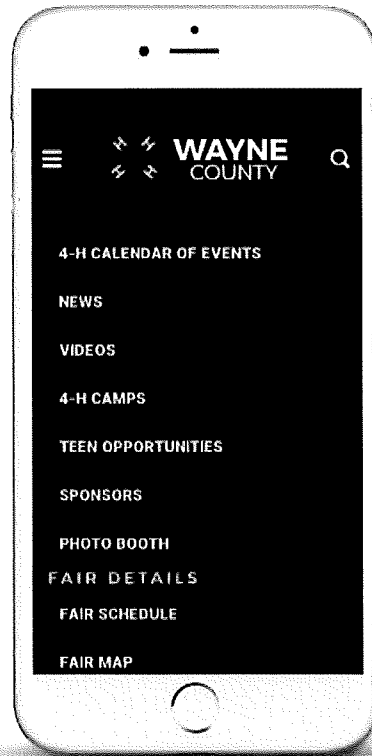 H H
H H
WAYNE
COUNTY
4-H CALENDAR OF EVENTS
NEWS
VIDEOS
4-H CAMPS
TEEN OPPORTUNITIES
SPONSORS
PHOTO BOOTH
FAIR DETAILS
FAIR SCHEDULE
FAIR MAP